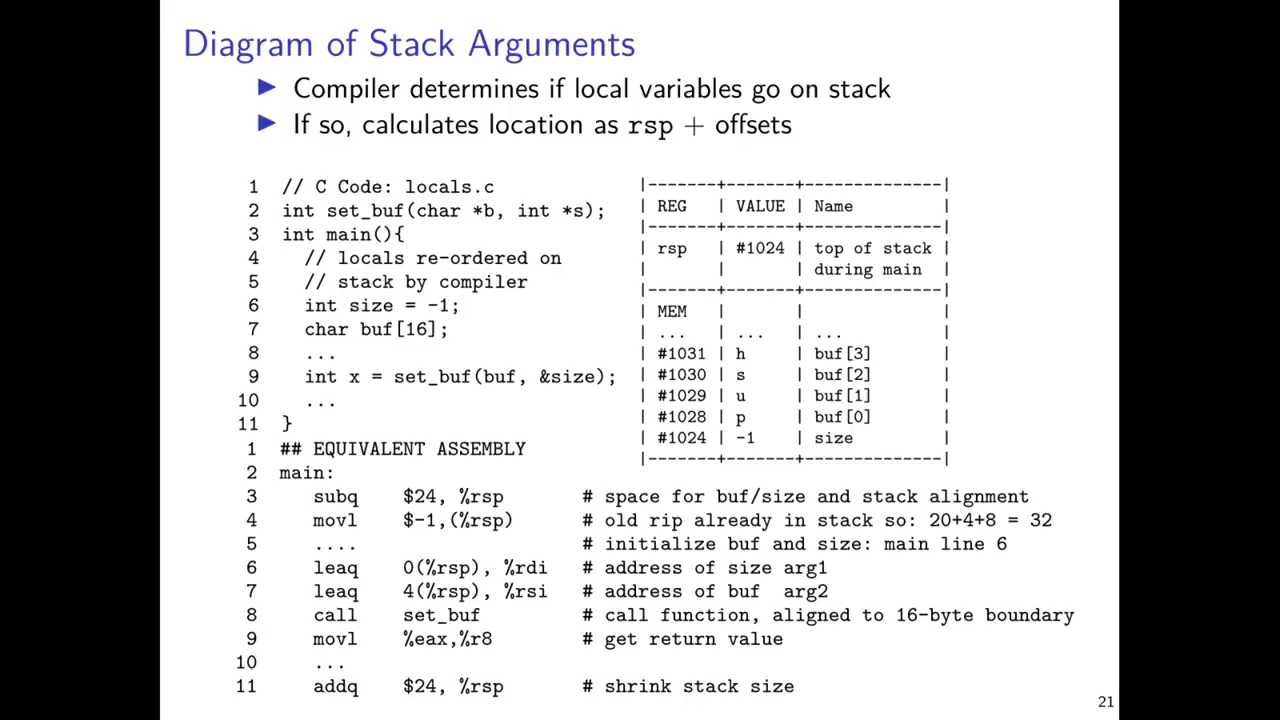 Diagram of Stack Arguments
▶ Compiler determines if local variables go on stack
▶ If so, calculates location as rsp + offsets
1 // C Code: locals.c
2 int set_buf(char *b, int *s);
3 int main(){
4   // locals re-ordered on
5   // stack by compiler
6   int size = -1;
7   char buf[16];
8   ...
9   int x = set_buf(buf, &size);
10   ...
11 }
|-------+-------+--------------|
| REG   | VALUE | Name         |
|-------+-------+--------------|
| rsp   | #1024 | top of stack |
|       |       | during main  |
|-------+-------+--------------|
| MEM   |       |              |
| ...   | ...   | ...          |
| #1031 | h     | buf[3]       |
| #1030 | s     | buf[2]       |
| #1029 | u     | buf[1]       |
| #1028 | p     | buf[0]       |
| #1024 | -1    | size         |
|-------+-------+--------------|
1 ## EQUIVALENT ASSEMBLY
2 main:
3    subq    $24, %rsp       # space for buf/size and stack alignment
4    movl    $-1,(%rsp)      # old rip already in stack so: 20+4+8 = 32
5    ....                    # initialize buf and size: main line 6
6    leaq    0(%rsp), %rdi   # address of size arg1
7    leaq    4(%rsp), %rsi   # address of buf  arg2
8    call    set_buf         # call function, aligned to 16-byte boundary
9    movl    %eax,%r8        # get return value
10   ...
11   addq    $24, %rsp       # shrink stack size
21